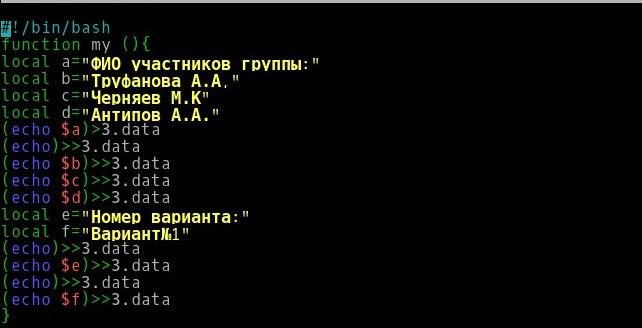 #!/bin/bash
function my (){
local a="ФИО участников группы:"
local b="Труфанова А.А,"
local c="Черняев М.К"
local d="Антипов А.А."
(echo $a)>3.data
(echo)>>3.data
(echo $b)>>3.data
(echo $c)>>3.data
(echo $d)>>3.data
local e="Номер варианта:"
local f="Вариант№1"
(echo)>>3.data
(echo $e)>>3.data
(echo)>>3.data
(echo $f)>>3.data
}